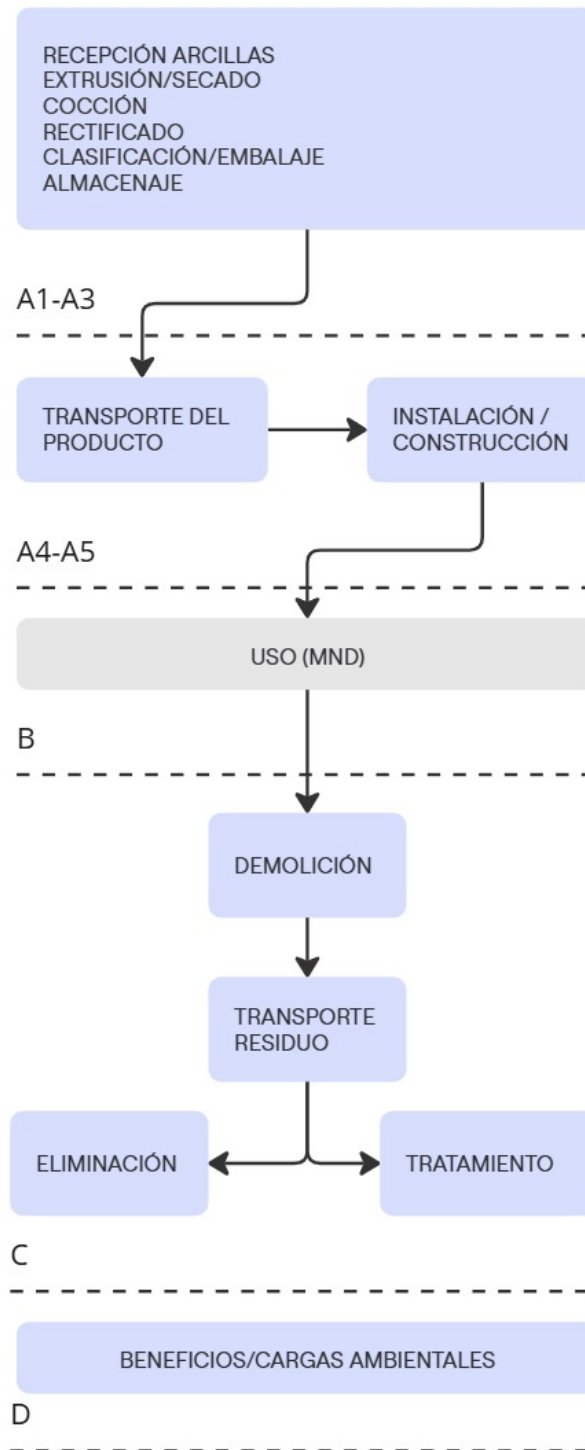 RECEPCIÓN ARCILLAS
EXTRUSIÓN/SECADO
COCCIÓN
RECTIFICADO
CLASIFICACIÓN/EMBALAJE
ALMACENAJE
A1-A3
TRANSPORTE DEL
PRODUCTO
INSTALACIÓN /
CONSTRUCCIÓN
A4-A5
USO (MND)
B
DEMOLICIÓN
TRANSPORTE
RESIDUO
ELIMINACIÓN
TRATAMIENTO
C
BENEFICIOS/CARGAS AMBIENTALES
D